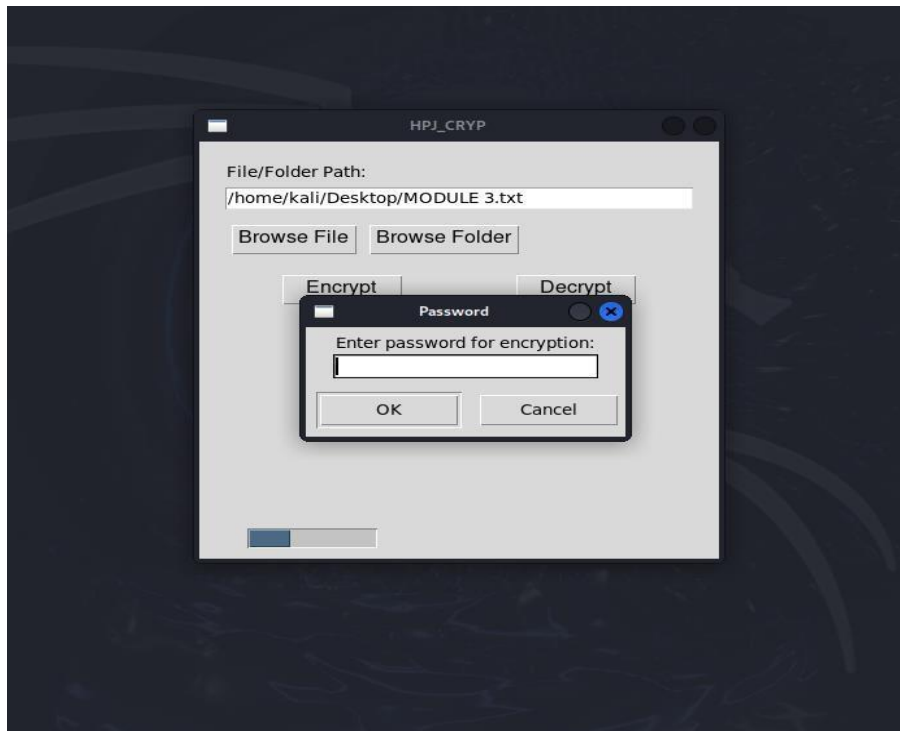 HPJ_CRYP
File/Folder Path:
/home/kali/Desktop/MODULE 3.txt
Browse File Browse Folder
Encrypt Decrypt
Password
Enter password for encryption:
OK Cancel